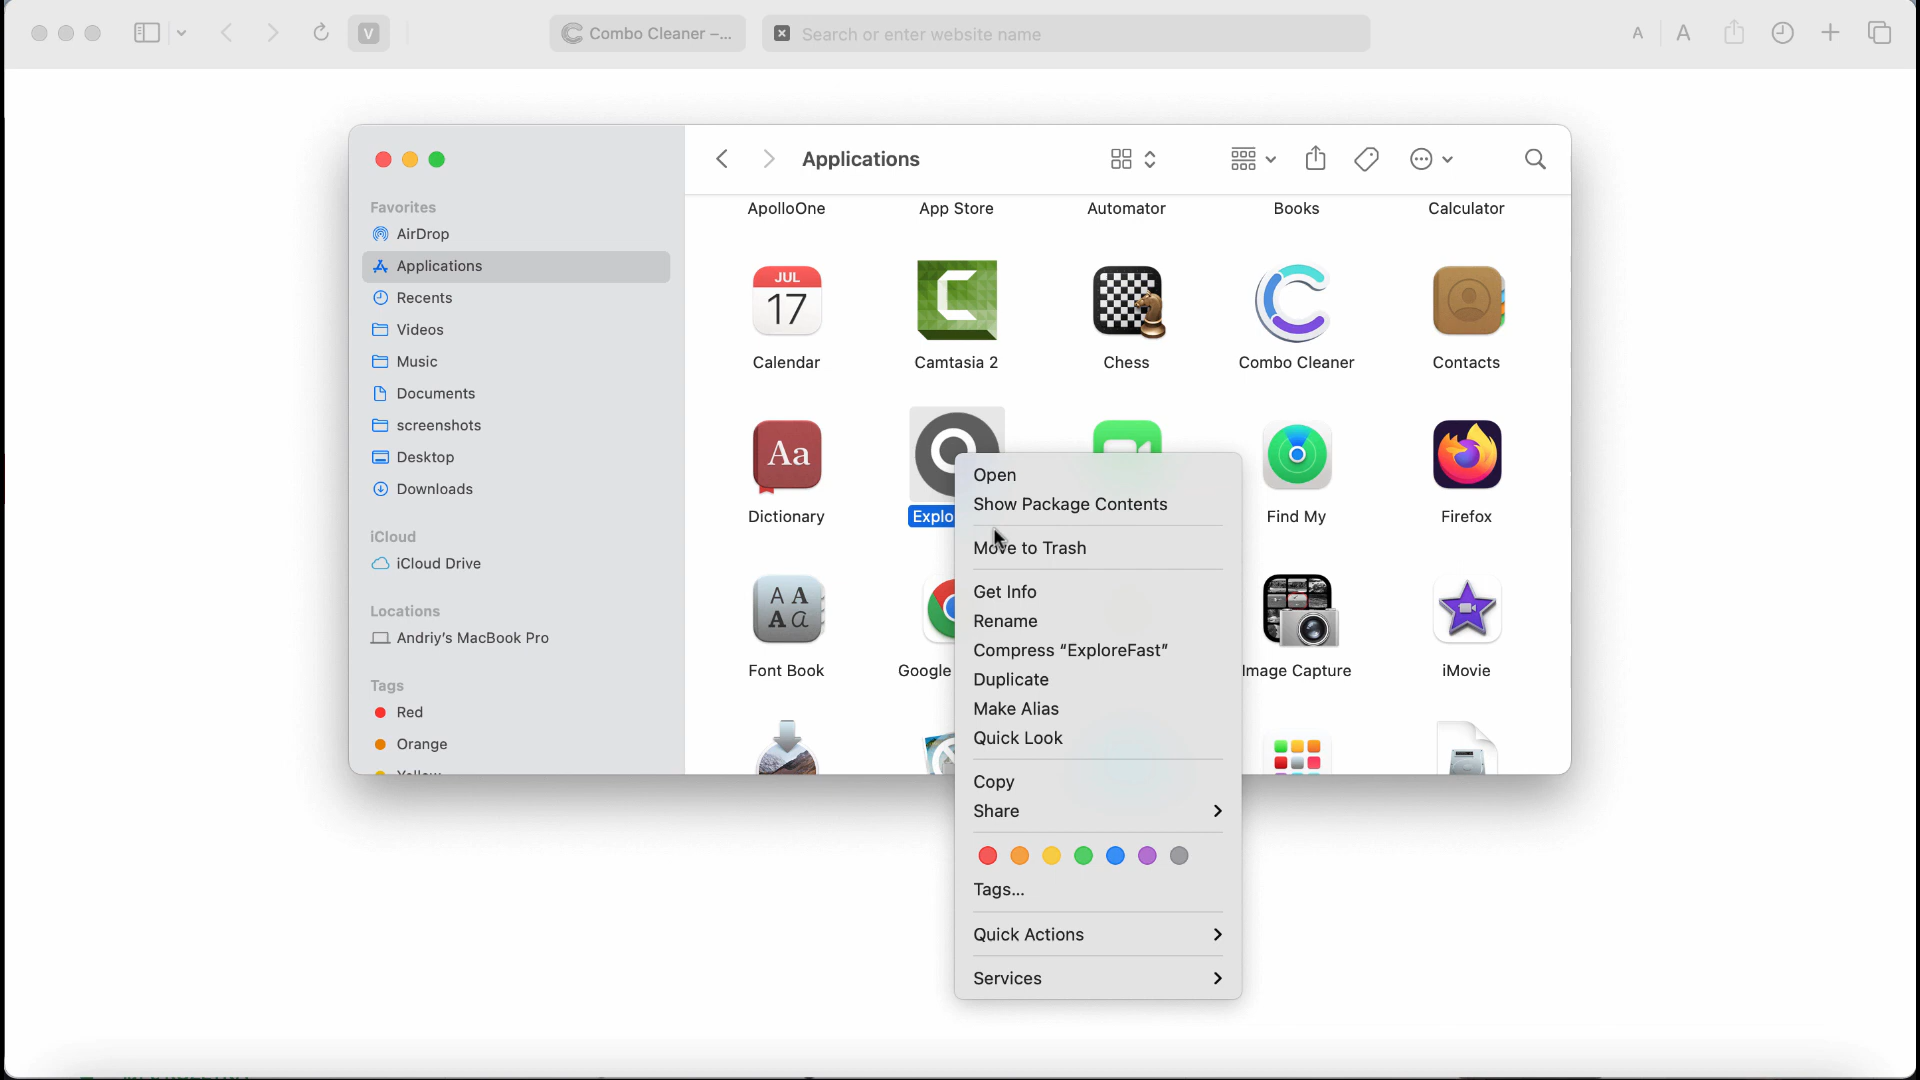 V
Combo Cleaner –...
Search or enter website name
A
A
Applications
Favorites
AirDrop
Applications
Recents
Videos
Music
Documents
screenshots
Desktop
Downloads
iCloud
iCloud Drive
Locations
Andriy's MacBook Pro
Tags
Red
Orange
Yellow
ApolloOne
App Store
Automator
Books
Calculator
JUL
17
Calendar
Camtasia 2
Chess
Combo Cleaner
Contacts
Aa
Dictionary
Explo
Find My
Firefox
A A
A a
Font Book
Google
Image Capture
iMovie
Open
Show Package Contents
Move to Trash
Get Info
Rename
Compress "ExploreFast"
Duplicate
Make Alias
Quick Look
Copy
Share
Tags...
Quick Actions
Services